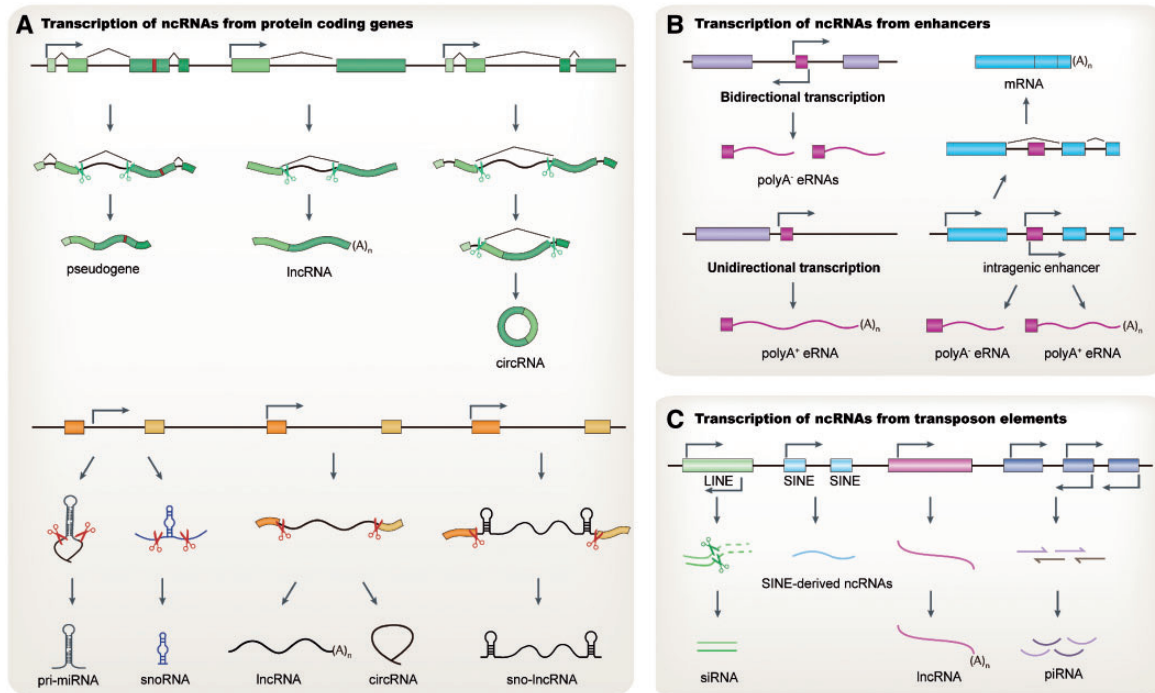 A Transcription of ncRNAs from protein coding genes
pseudogene
lncRNA
(A)n
circRNA
pri-miRNA
snoRNA
lncRNA
(A)n
circRNA
sno-lncRNA
B Transcription of ncRNAs from enhancers
Bidirectional transcription
polyA- eRNAs
(A)n
mRNA
Unidirectional transcription
intragenic enhancer
(A)n
polyA+ eRNA
polyA- eRNA
(A)n
polyA+ eRNA
C Transcription of ncRNAs from transposon elements
LINE
SINE
SINE
SINE-derived ncRNAs
siRNA
(A)n
lncRNA
piRNA